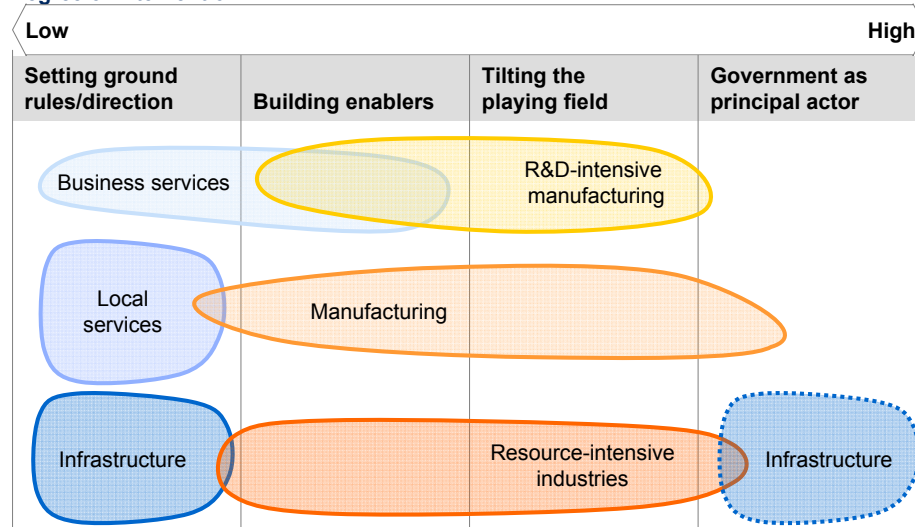 Low
High
Setting ground
rules/direction
Building enablers
Tilting the
playing field
Government as
principal actor
Business services
R&D-intensive
manufacturing
Local
services
Manufacturing
Infrastructure
Resource-intensive
industries
Infrastructure